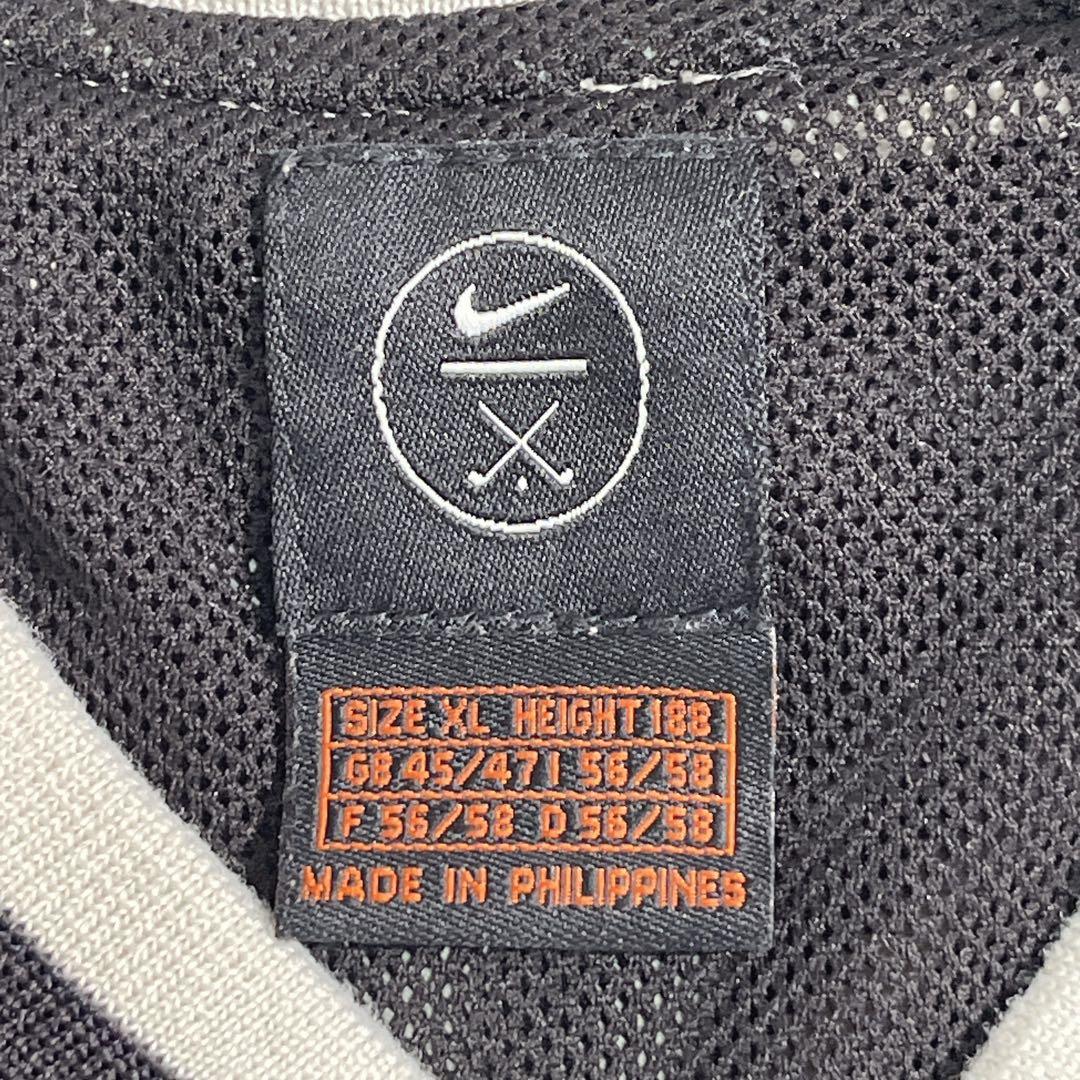 SIZE XL HEIGHT 188
GB 45/47 I 56/58
F 56/58 D 56/58
MADE IN PHILIPPINES